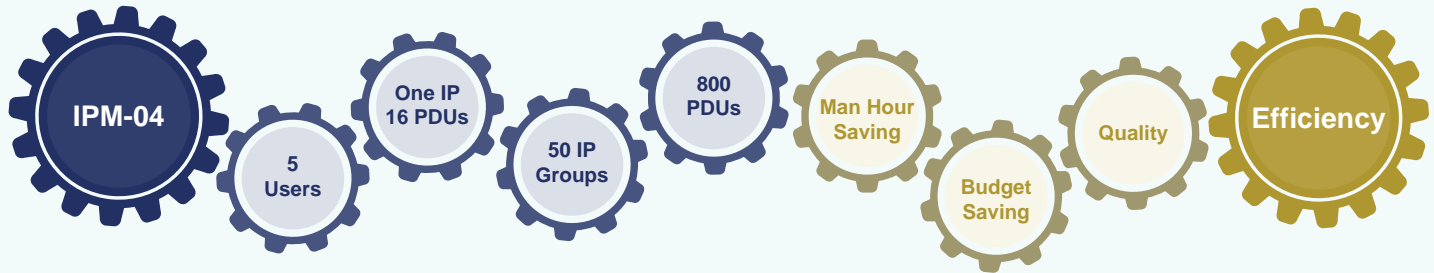 IPM-04
5
Users
One IP
16 PDUs
50 IP
Groups
800
PDUs
Man Hour
Saving
Budget
Saving
Quality
Efficiency